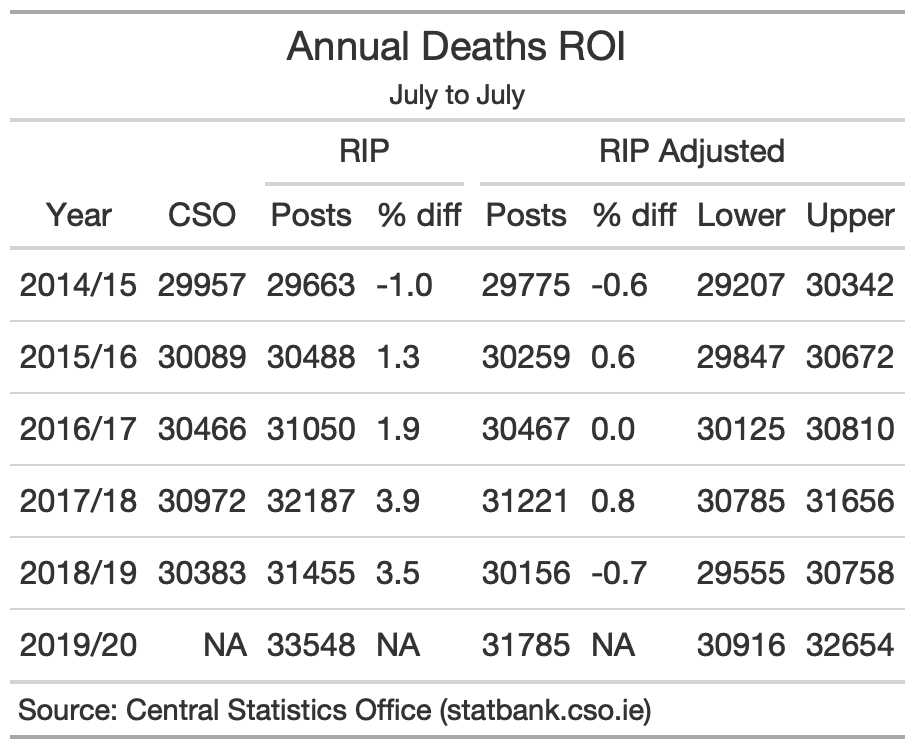 Annual Deaths ROI
July to July
RIP RIP Adjusted
Year CSO Posts % diff Posts % diff Lower Upper
2014/15 29957 29663 -1.0 29775 -0.6 29207 30342
2015/16 30089 30488 1.3 30259 0.6 29847 30672
2016/17 30466 31050 1.9 30467 0.0 30125 30810
2017/18 30972 32187 3.9 31221 0.8 30785 31656
2018/19 30383 31455 3.5 30156 -0.7 29555 30758
2019/20 NA 33548 NA 31785 NA 30916 32654
Source: Central Statistics Office (statbank.cso.ie)